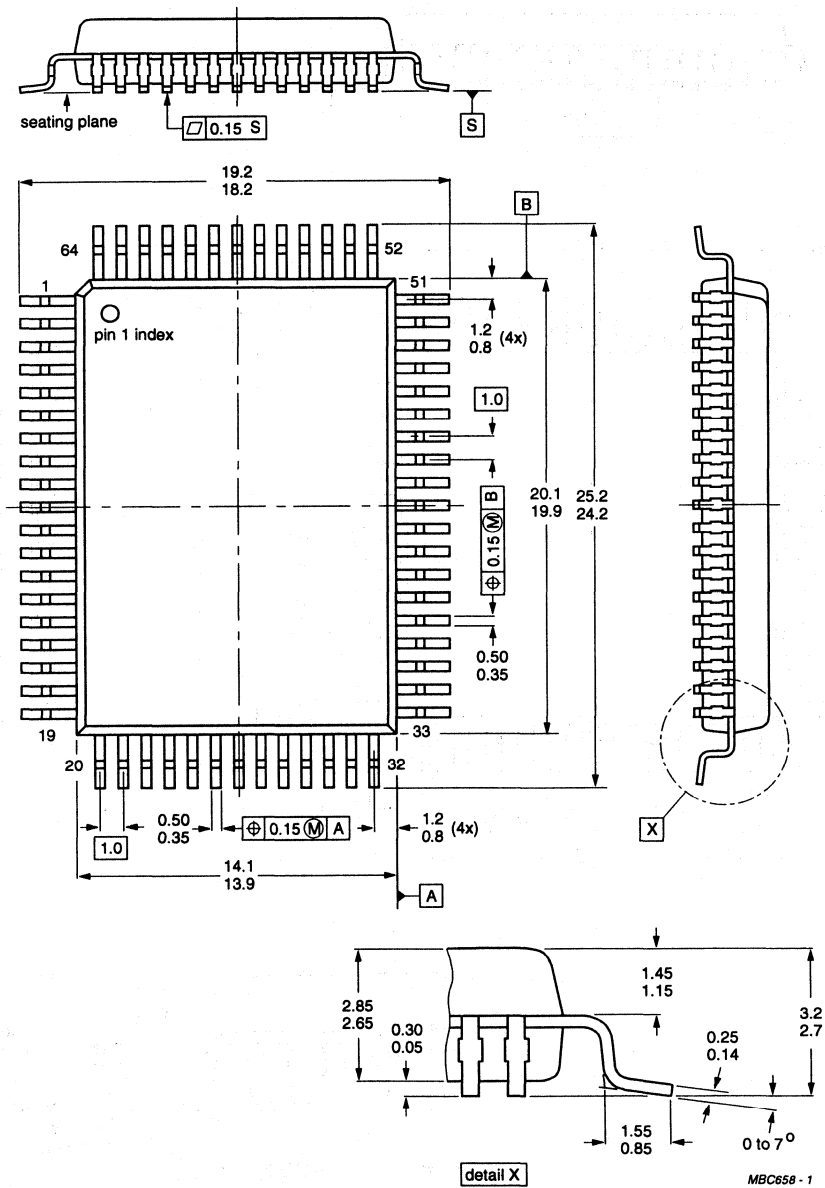 seating plane
0.15 S
S
19.2
18.2
B
64
52
1
51
pin 1 index
1.2
0.8 (4x)
1.0
0.15 M B
20.1
19.9
25.2
24.2
0.50
0.35
19
33
20
32
0.50
0.35
0.15 M A
1.2
0.8 (4x)
1.0
X
14.1
13.9
A
2.85
2.65
0.30
0.05
1.45
1.15
3.2
2.7
0.25
0.14
1.55
0.85
0 to 7°
detail X
MBC658 - 1